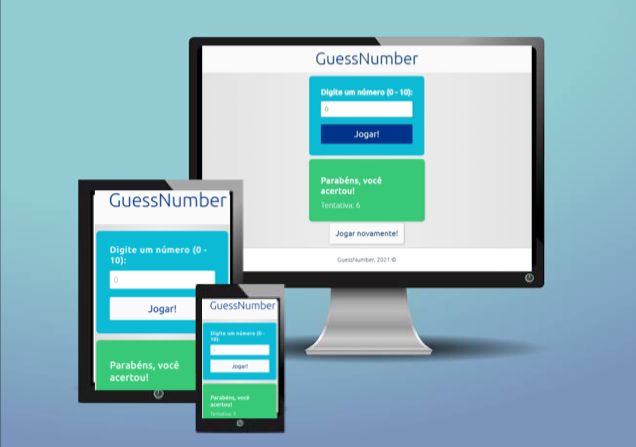 GuessNumber
Digite um número (0 - 10):
0
Jogar!
Parabéns, você
acertou!
Tentativa: 6
Jogar novamente!
GuessNumber, 2021 ©
GuessNumber
Digite um número (0 -
10):
0
Jogar!
Parabéns, você
acertou!
GuessNumber
Digite um número (0 -
10):
Jogar!
Parabéns, você
acertou!